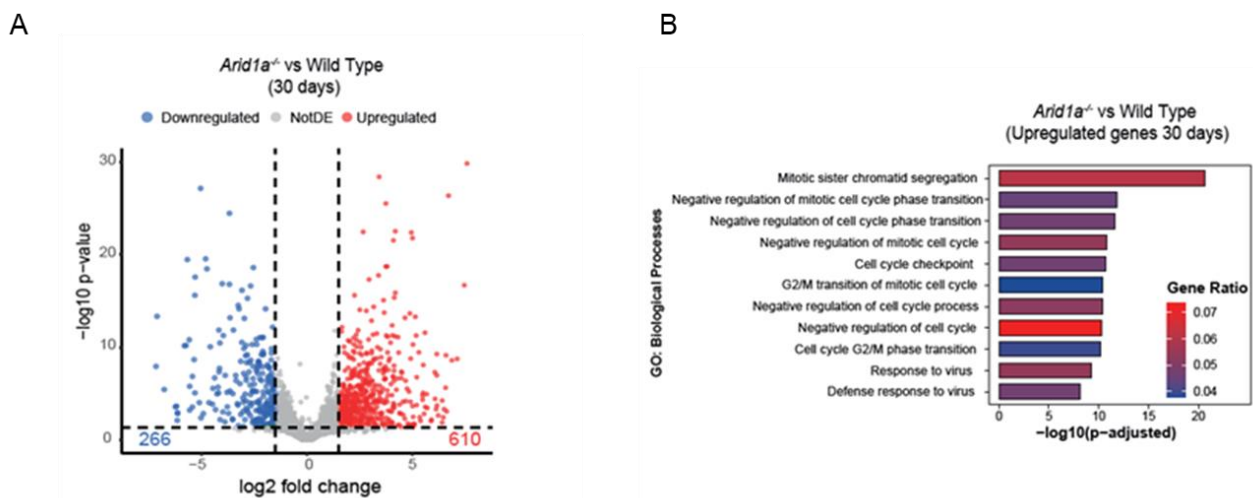 A
B
Arid1a-/- vs Wild Type
(30 days)
Downregulated NotDE Upregulated
30
20
10
0
−log10 p−value
266
610
−5 0 5
log2 fold change
Arid1a-/- vs Wild Type
(Upregulated genes 30 days)
GO: Biological Processes
Mitotic sister chromatid segregation
Negative regulation of mitotic cell cycle phase transition
Negative regulation of cell cycle phase transition
Negative regulation of mitotic cell cycle
Cell cycle checkpoint
G2/M transition of mitotic cell cycle
Negative regulation of cell cycle process
Negative regulation of cell cycle
Cell cycle G2/M phase transition
Response to virus
Defense response to virus
Gene Ratio
0.07
0.06
0.05
0.04
0 5 10 15 20
−log10(p−adjusted)